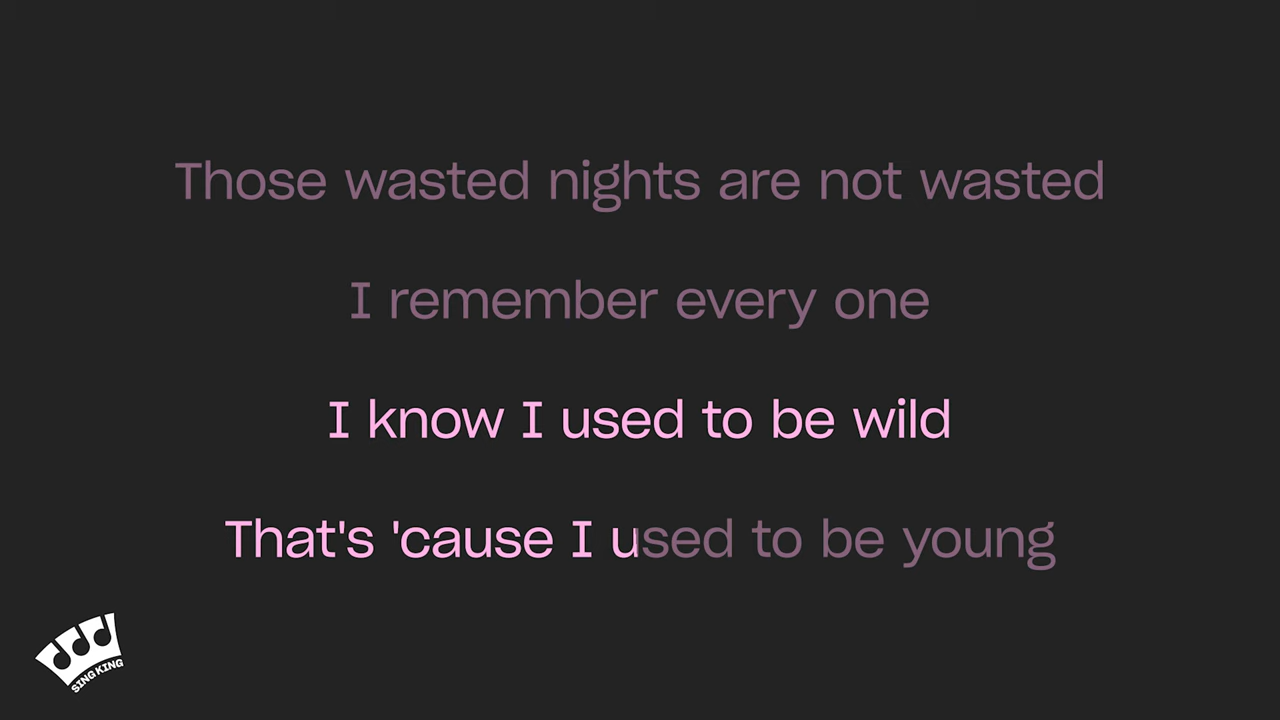 Those wasted nights are not wasted
I remember every one
I know I used to be wild
That's 'cause I used to be young
SING KING